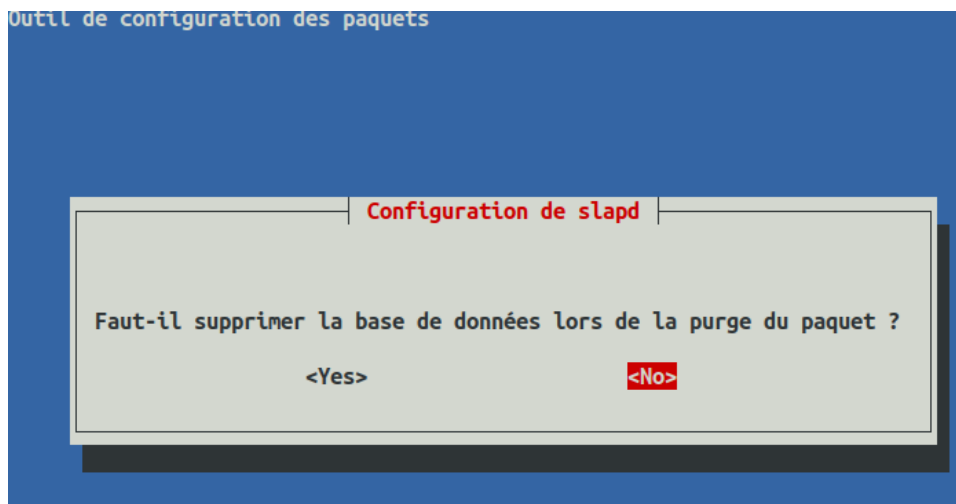 Outil de configuration des paquets
Configuration de slapd
Faut-il supprimer la base de données lors de la purge du paquet ?
<Yes> <No>